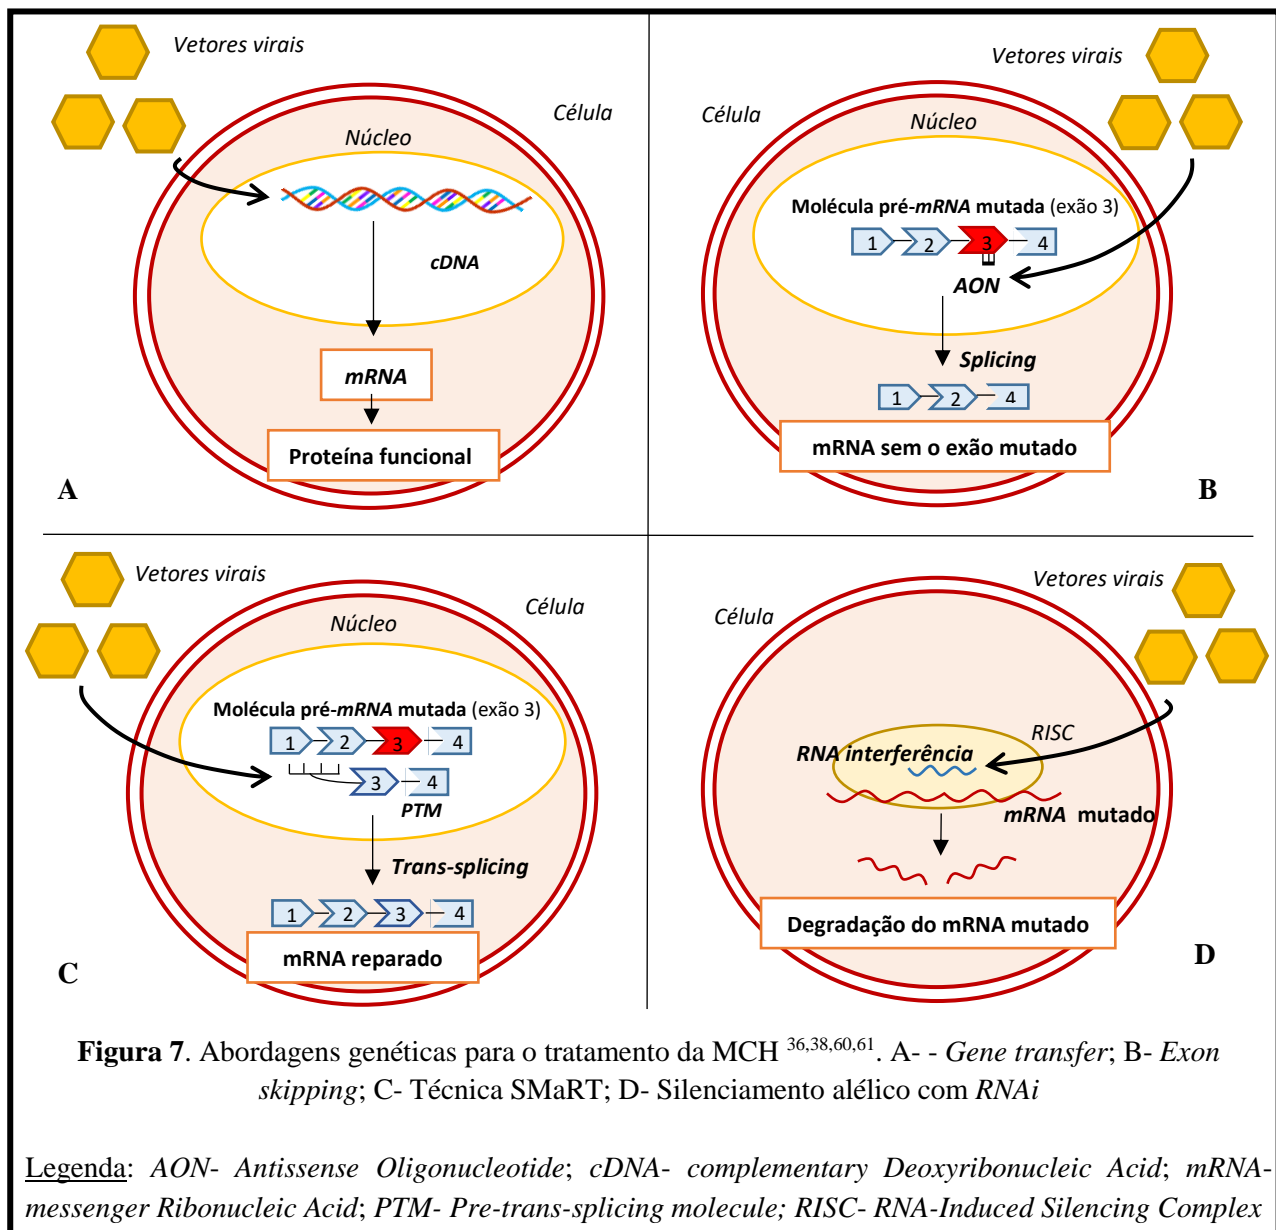 Vetores virais
Célula
Núcleo
cDNA
mRNA
Proteína funcional
A
Vetores virais
Célula
Núcleo
Molécula pré-mRNA mutada (exão 3)
1 2 3 4
AON
Splicing
1 2 4
mRNA sem o exão mutado
B
Vetores virais
Célula
Núcleo
Molécula pré-mRNA mutada (exão 3)
1 2 3 4
3 4
PTM
Trans-splicing
1 2 3 4
mRNA reparado
C
Vetores virais
Célula
RISC
RNA interferência
mRNA mutado
Degradação do mRNA mutado
D
Figura 7. Abordagens genéticas para o tratamento da MCH 36,38,60,61. A- - Gene transfer; B- Exon
skipping; C- Técnica SMaRT; D- Silenciamento alélico com RNAi
Legenda: AON- Antissense Oligonucleotide; cDNA- complementary Deoxyribonucleic Acid; mRNA-
messenger Ribonucleic Acid; PTM- Pre-trans-splicing molecule; RISC- RNA-Induced Silencing Complex